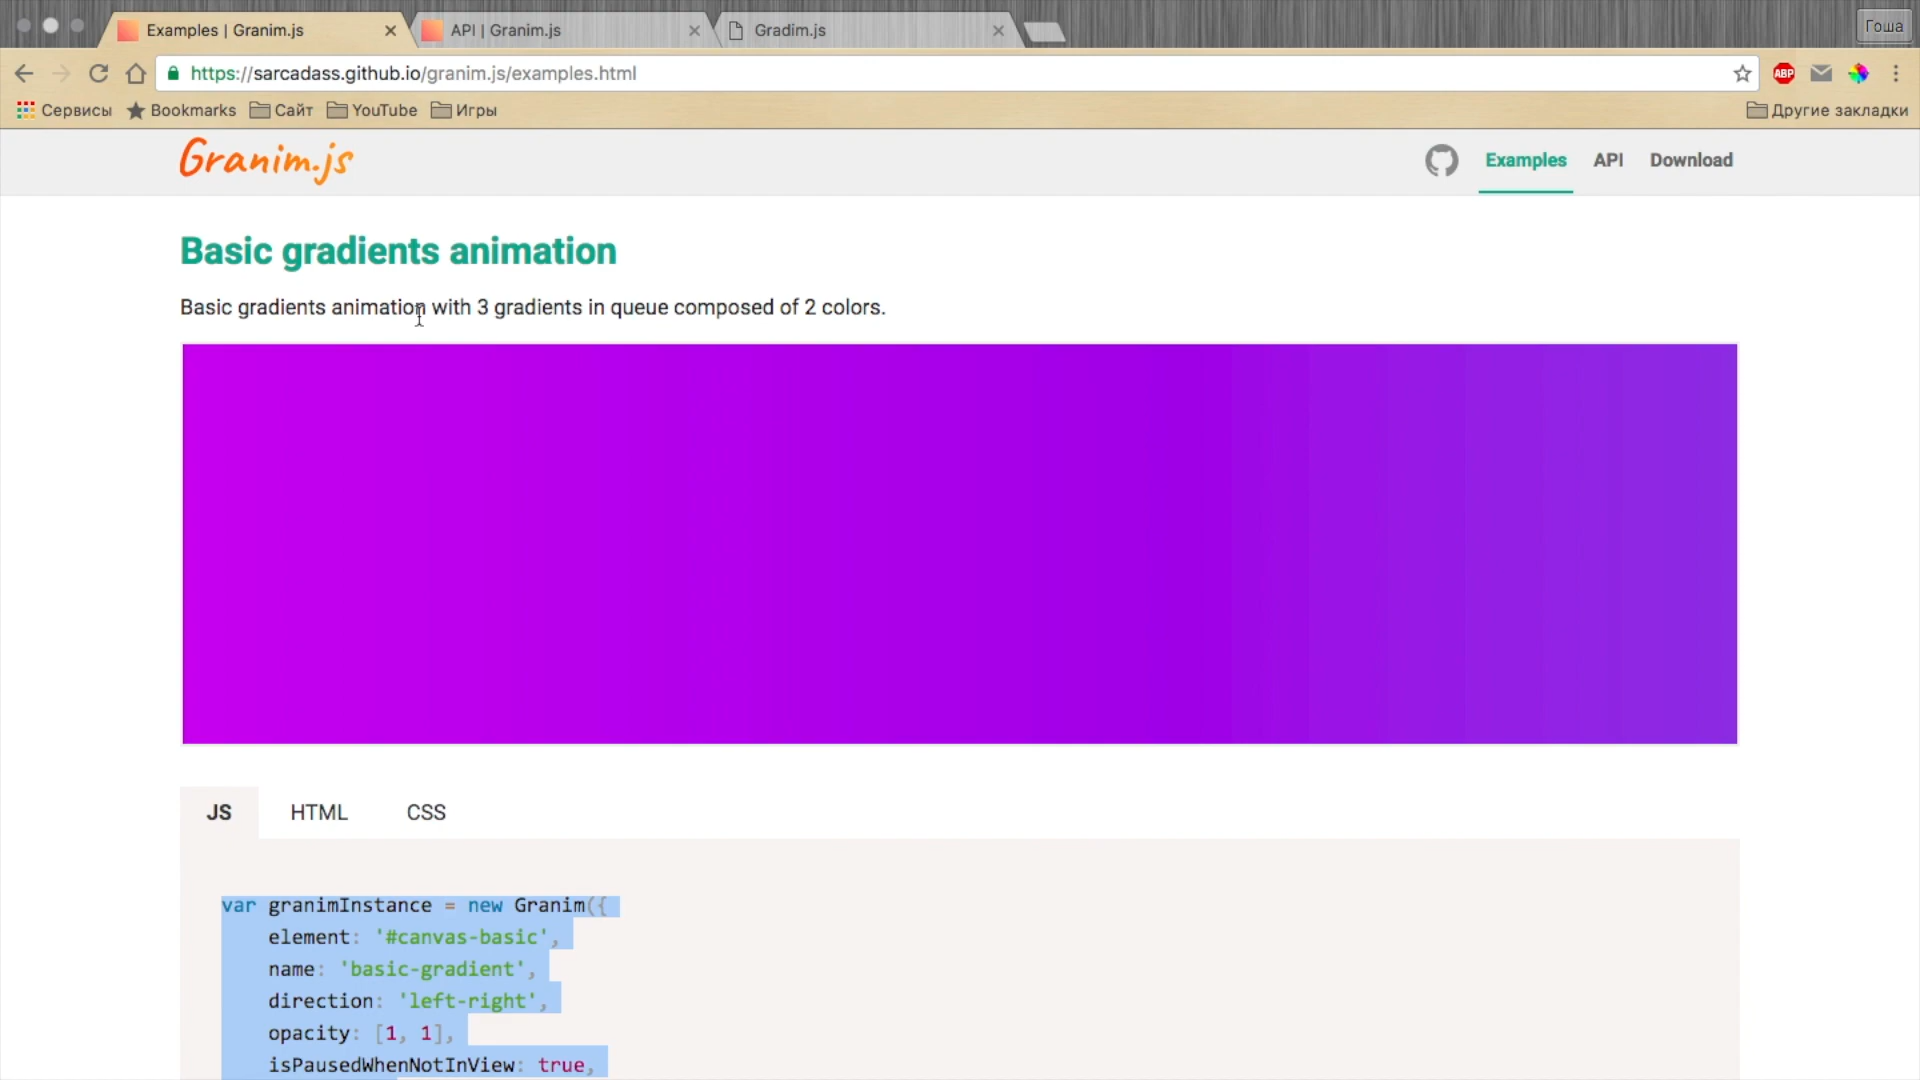 Examples | Granim.js
API | Granim.js
Gradim.js
Гоша
https://sarcadass.github.io/granim.js/examples.html
ABP
Сервисы
Bookmarks
Сайт
YouTube
Игры
Другие закладки
Granim.js
Examples
API
Download
Basic gradients animation
Basic gradients animation with 3 gradients in queue composed of 2 colors.
JS
HTML
CSS
var granimInstance = new Granim({
element: '#canvas-basic',
name: 'basic-gradient',
direction: 'left-right',
opacity: [1, 1],
isPausedWhenNotInView: true,